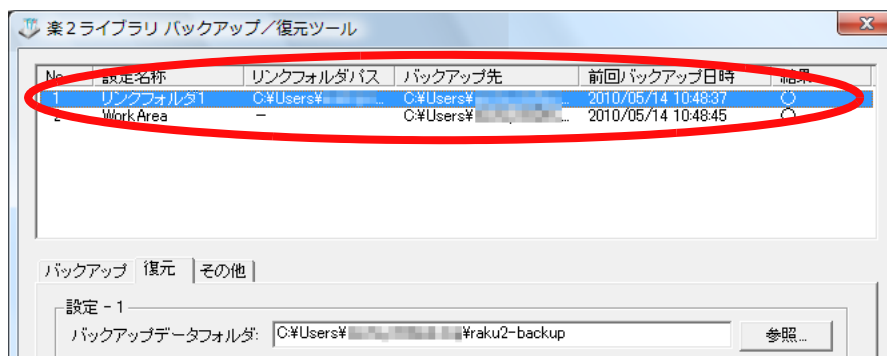 楽2ライブラリ バックアップ／復元ツール
No 設定名称 リンクフォルダパス バックアップ先 前回バックアップ日時 結果
1 リンクフォルダ1 C:¥Users¥ ... C:¥Users¥ ... 2010/05/14 10:48:37 ○
2 WorkArea － C:¥Users¥ ... 2010/05/14 10:48:45 ○
バックアップ 復元 その他
設定 - 1
バックアップデータフォルダ: C:¥Users¥ ¥raku2-backup 参照...